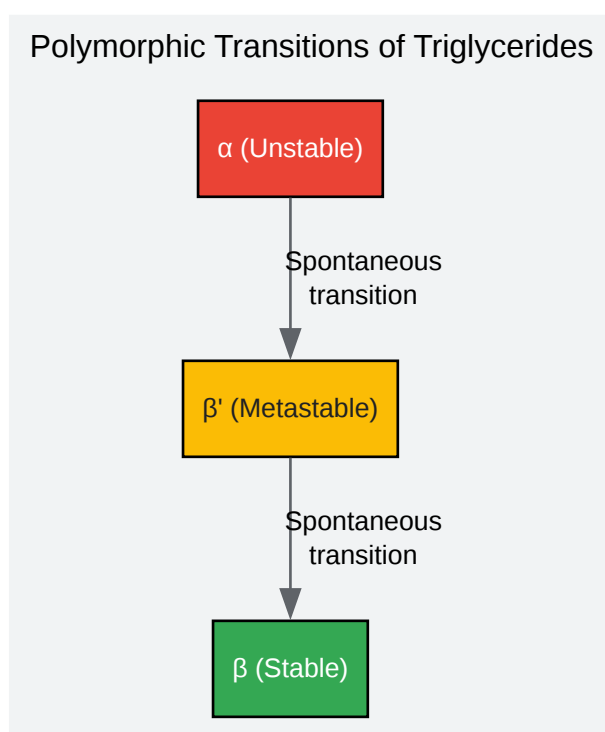 Polymorphic Transitions of Triglycerides
α (Unstable)
Spontaneous
transition
β' (Metastable)
Spontaneous
transition
β (Stable)